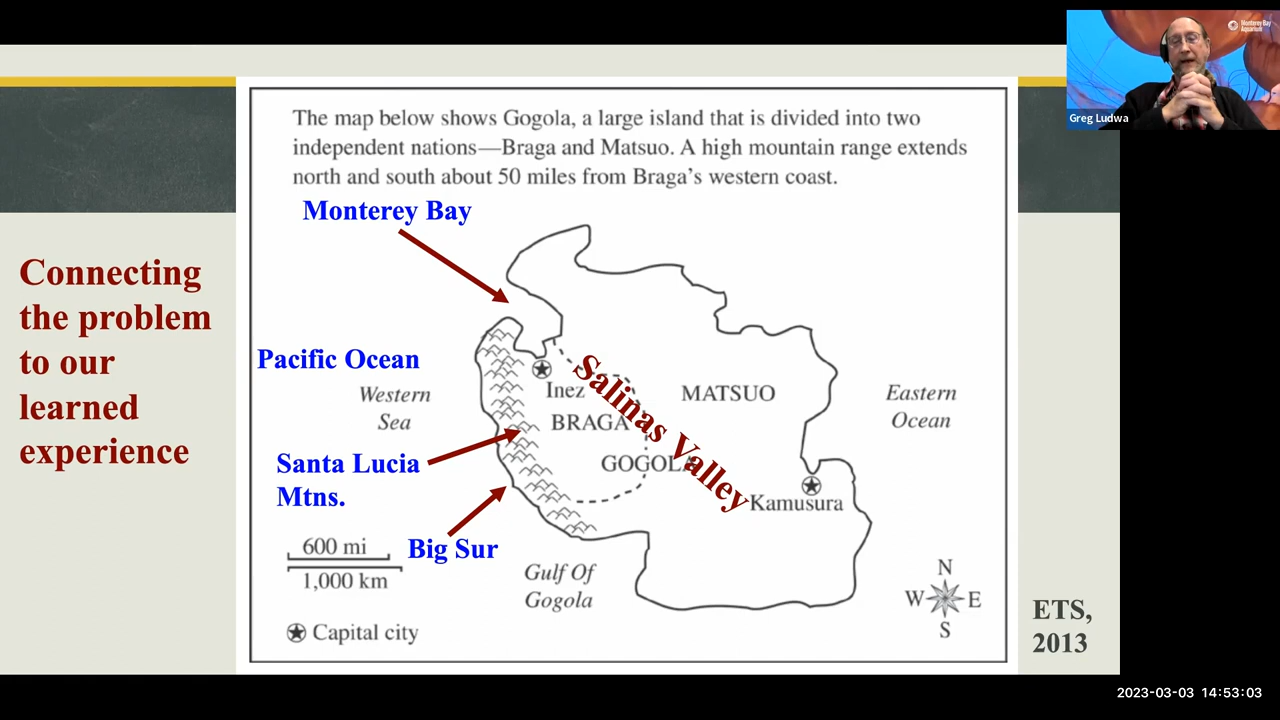 The map below shows Gogola, a large island that is divided into two
independent nations—Braga and Matsuo. A high mountain range extends
north and south about 50 miles from Braga's western coast.
Monterey Bay
Connecting
the problem
to our
learned
experience
Pacific Ocean
Western
Sea
Inez
BRAGA
GOGOLA
MATSUO
Salinas Valley
Eastern
Ocean
Santa Lucia
Mtns.
Kamusura
Big Sur
600 mi
1,000 km
Gulf Of
Gogola
Capital city
N
W
E
S
ETS,
2013
Monterey Bay
Aquarium
Greg Ludwa
2023-03-03 14:53:03